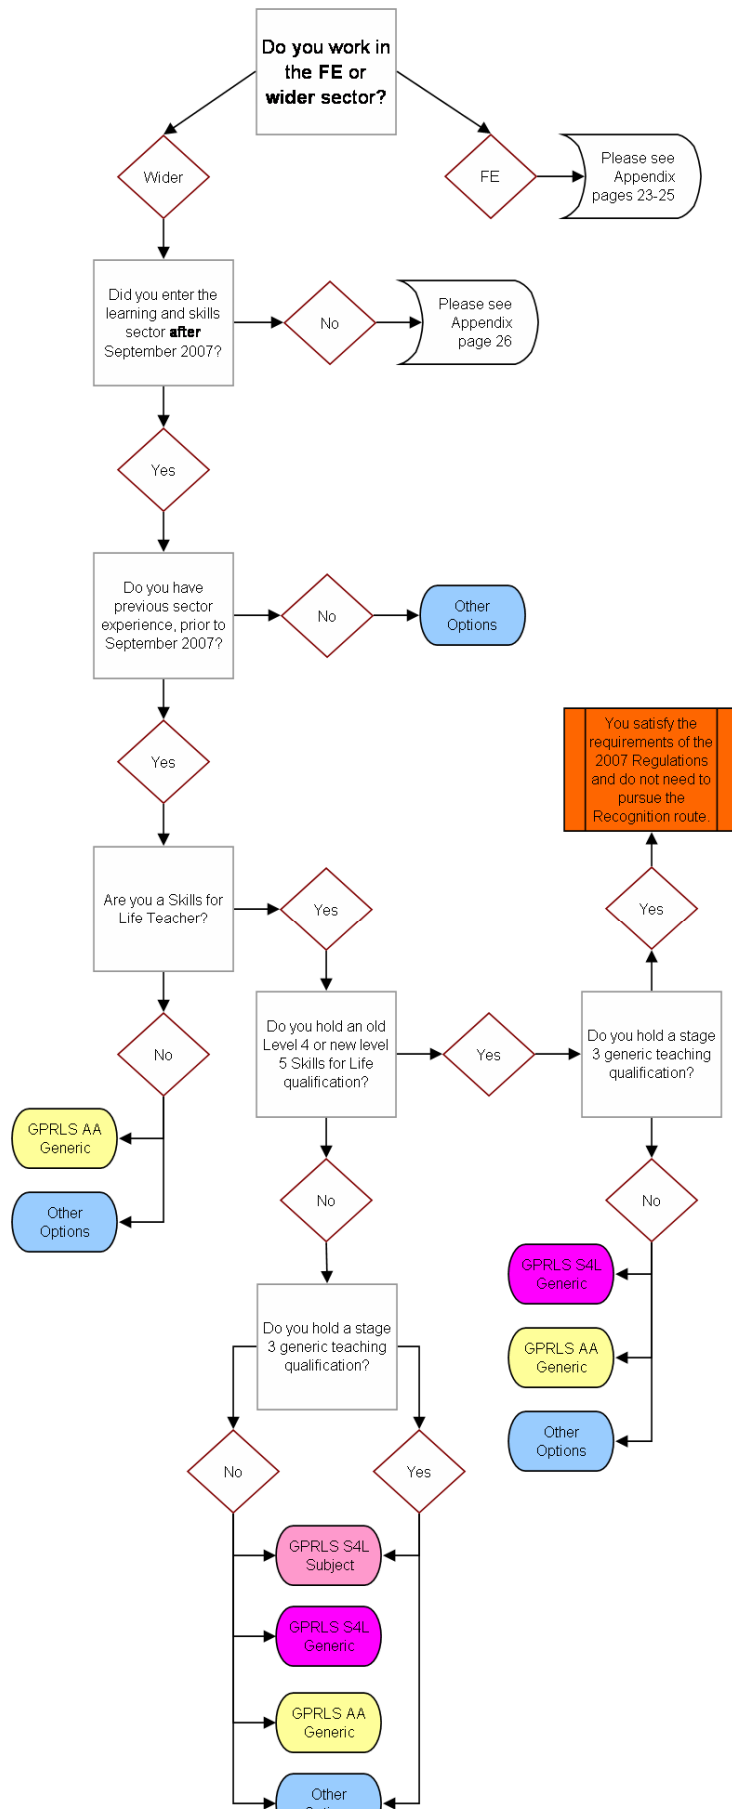 Do you work in
the FE or
wider sector?
Wider
FE
Please see
Appendix
pages 23-25
Did you enter the
learning and skills
sector after
September 2007?
No
Please see
Appendix
page 26
Yes
Do you have
previous sector
experience, prior to
September 2007?
No
Other
Options
Yes
You satisfy the
requirements of the
2007 Regulations
and do not need to
pursue the
Recognition route.
Are you a Skills for
Life Teacher?
Yes
Yes
No
Do you hold an old
Level 4 or new level
5 Skills for Life
qualification?
Yes
Do you hold a stage
3 generic teaching
qualification?
GPRLS AA
Generic
Other
Options
No
No
GPRLS S4L
Generic
GPRLS AA
Generic
Other
Options
Do you hold a stage
3 generic teaching
qualification?
No
Yes
GPRLS S4L
Subject
GPRLS S4L
Generic
GPRLS AA
Generic
Other